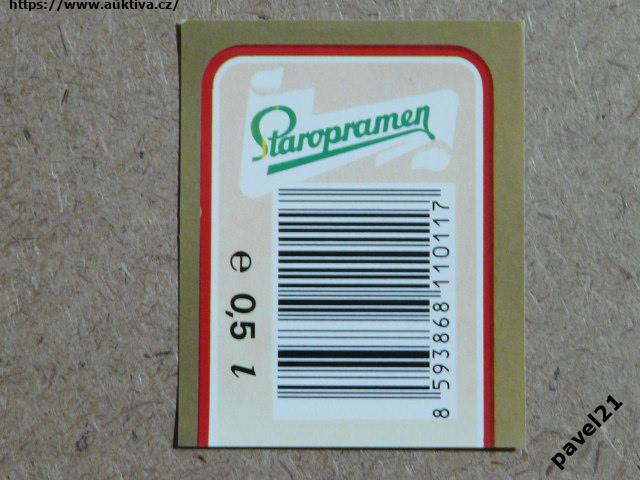 https://www.auktiva.cz/
Staropramen
8 593868 110117
e 0,5 l
pavel21